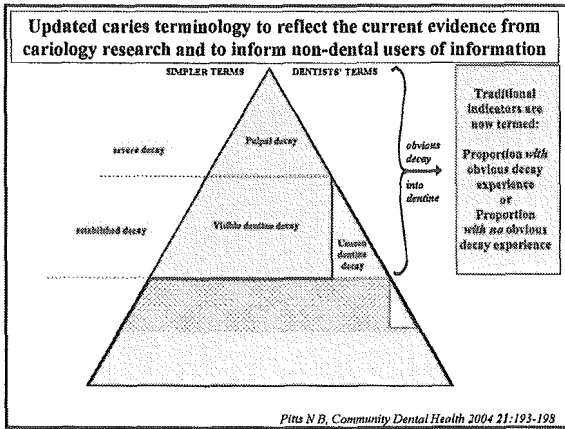 Updated caries terminology to reflect the current evidence from
cariology research and to inform non-dental users of information
SIMPLER TERMS
DENTISTS' TERMS
severe decay
Pulpal decay
established decay
Visible dentine decay
Unseen
dentine
decay
obvious
decay
into
dentine
Traditional
indicators are
now termed:
Proportion with
obvious decay
experience
or
Proportion
with no obvious
decay experience
Pitts N B, Community Dental Health 2004 21:193-198